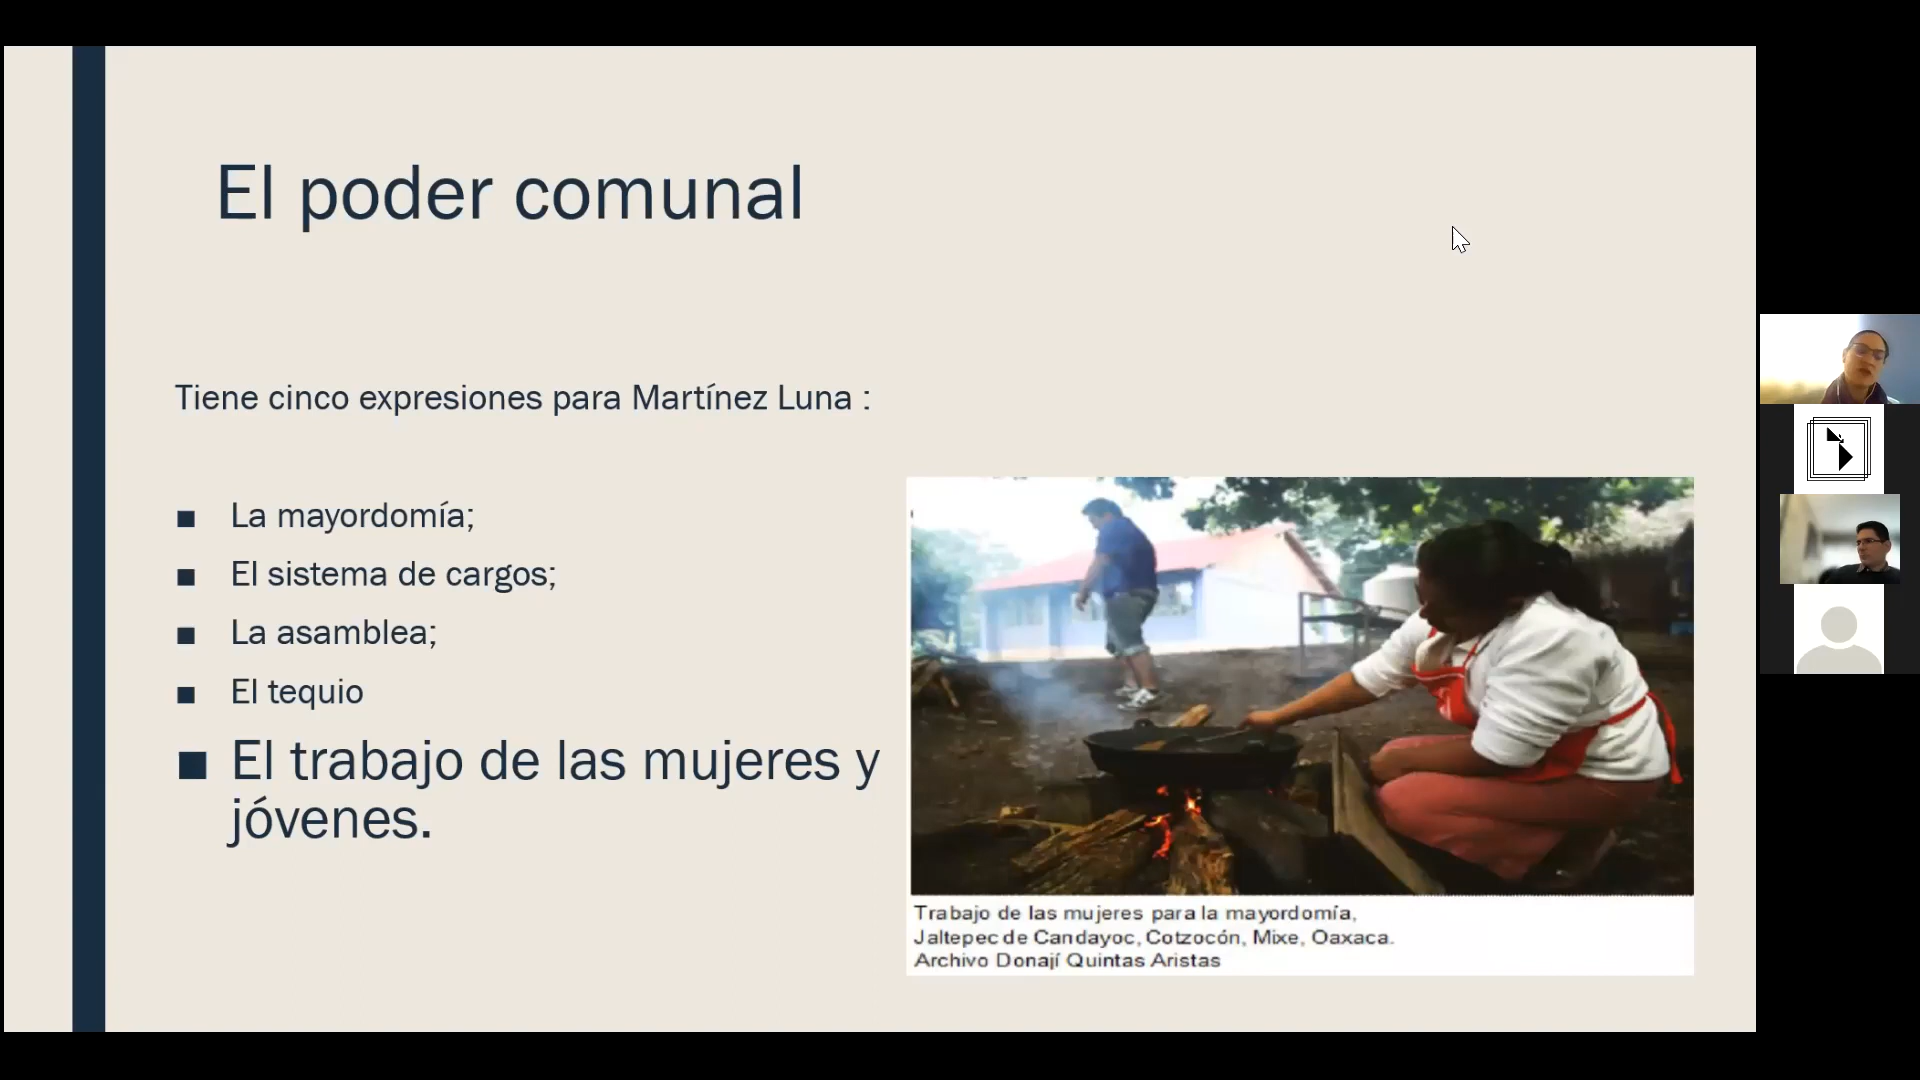 El poder comunal
Tiene cinco expresiones para Martínez Luna :
■ La mayordomía;
■ El sistema de cargos;
■ La asamblea;
■ El tequio
■ El trabajo de las mujeres y
jóvenes.
Trabajo de las mujeres para la mayordomía,
Jaltepec de Candayoc, Cotzocón, Mixe, Oaxaca.
Archivo Donají Quintas Aristas